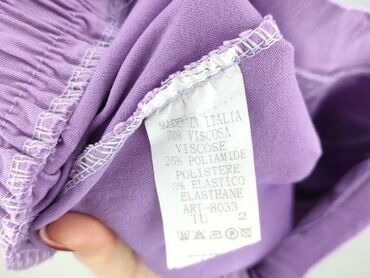 MADE IN ITALIA
70% VISCOSA
VISCOSE
25% POLIAMIDE
POLISTERE
5% ELASTICO
ELASTHANE
ART-8033
TU 2